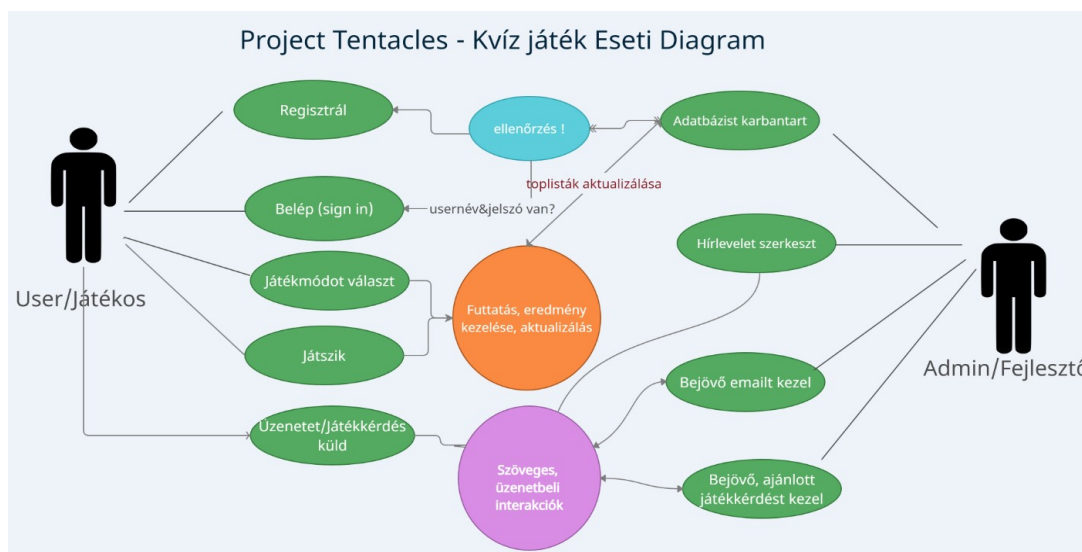 Project Tentacles - Kvíz játék Eseti Diagram
Regisztrál
ellenőrzés !
Adatbázist karbantart
toplisták aktualizálása
Belép (sign in)
usernév&jelszó van?
Hírlevelet szerkeszt
User/Játékos
Játékmódot választ
Futtatás, eredmény
kezelése, aktualizálás
Játszik
Admin/Fejlesztő
Bejövő emailt kezel
Üzenetet/Játékkérdés
küld
Szöveges,
üzenetbeli
interakciók
Bejövő, ajánlott
játékkérdést kezel